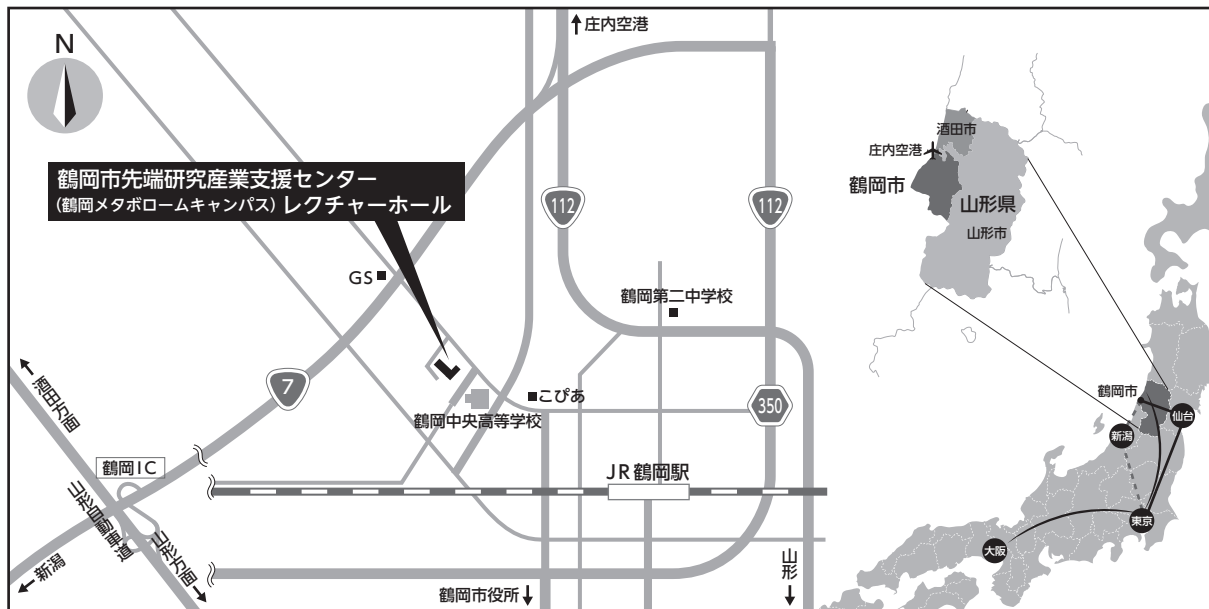 N
庄内空港
鶴岡市先端研究産業支援センター
(鶴岡メタボロームキャンパス) レクチャーホール
112
112
GS
鶴岡第二中学校
7
こぴあ
鶴岡中央高等学校
350
酒田方面
鶴岡IC
山形自動車道
山形方面
新潟
JR鶴岡駅
鶴岡市役所
山形
酒田市
庄内空港
鶴岡市
山形県
山形市
鶴岡市
仙台
新潟
東京
大阪